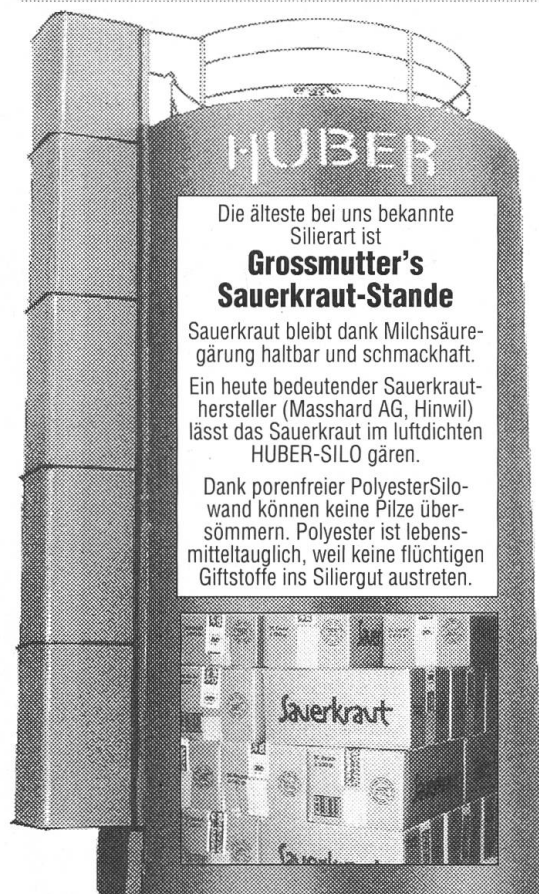 HUBER
Die älteste bei uns bekannte
Silierart ist
Grossmutter's
Sauerkraut-Stande
Sauerkraut bleibt dank Milchsäure-
gärung haltbar und schmackhaft.
Ein heute bedeutender Sauerkraut-
hersteller (Masshard AG, Hinwil)
lässt das Sauerkraut im luftdichten
HUBER-SILO gären.
Dank porenfreier PolyesterSilo-
wand können keine Pilze über-
sömmern. Polyester ist lebens-
mitteltauglich, weil keine flüchtigen
Giftstoffe ins Siliergut austreten.
Sauerkraut
Sauerkraut